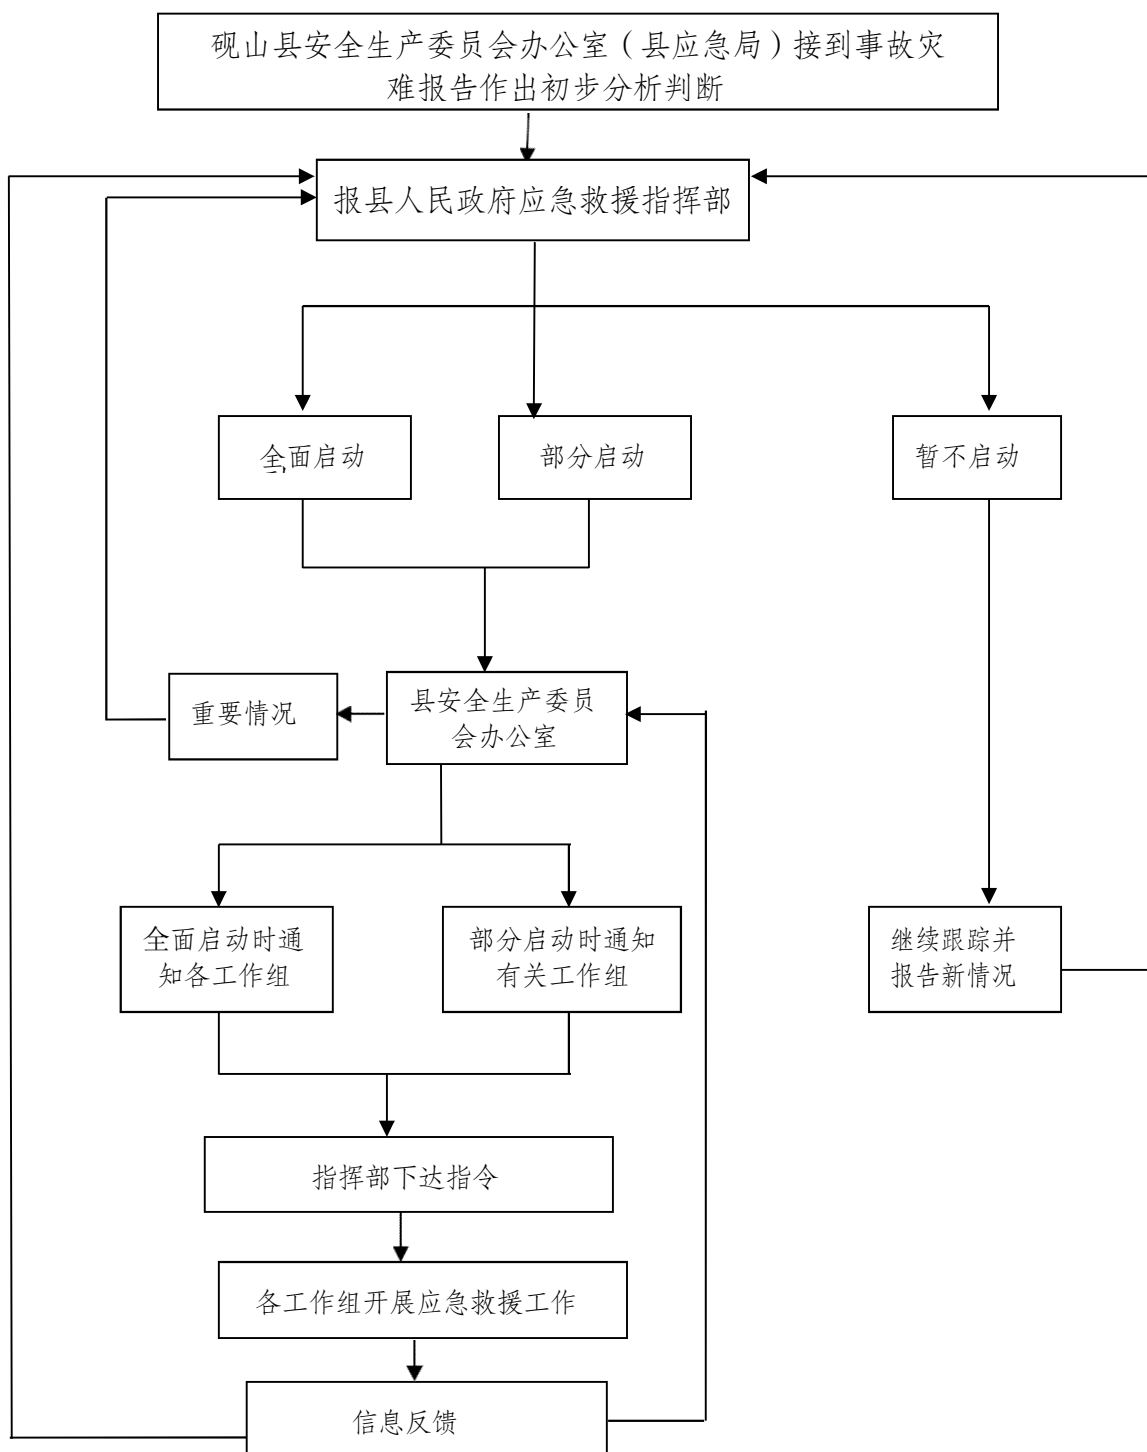 砚山县安全生产委员会办公室（县应急局）接到事故灾
难报告作出初步分析判断
报县人民政府应急救援指挥部
全面启动
部分启动
暂不启动
重要情况
县安全生产委员
会办公室
全面启动时通
知各工作组
部分启动时通知
有关工作组
继续跟踪并
报告新情况
指挥部下达指令
各工作组开展应急救援工作
信息反馈